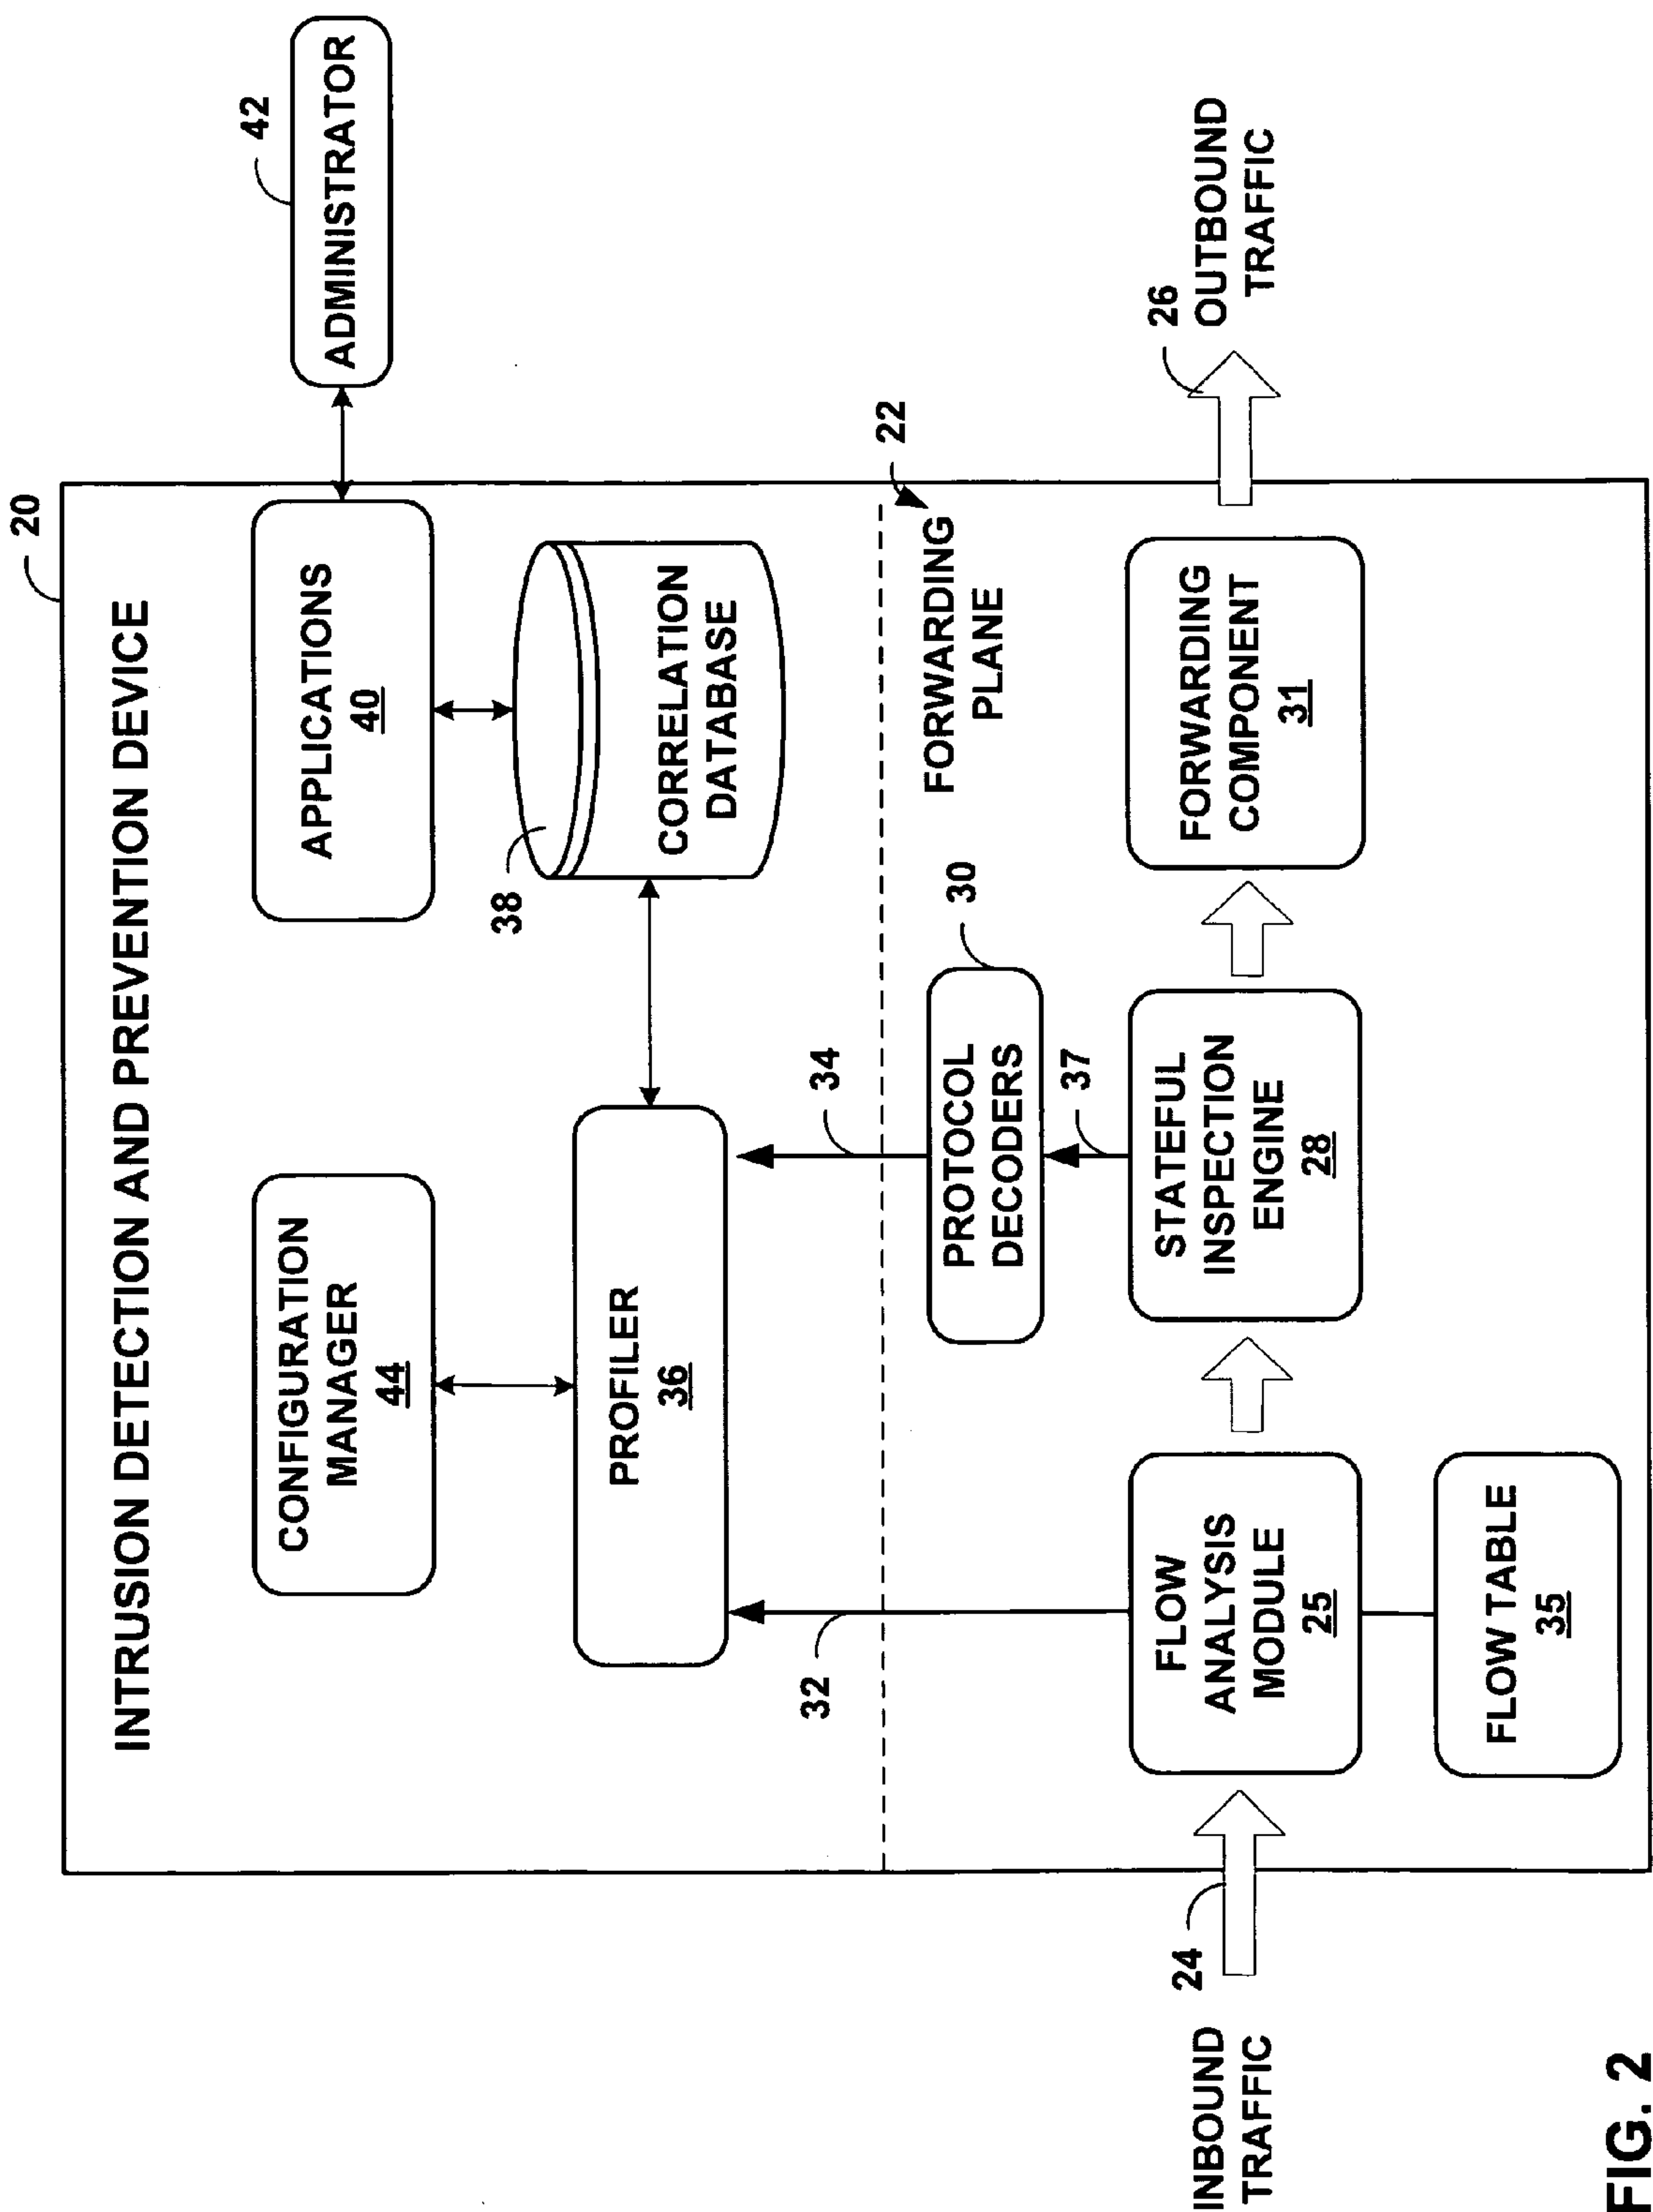 20
INTRUSION DETECTION AND PREVENTION DEVICE
42
ADMINISTRATOR
CONFIGURATION
MANAGER
44
APPLICATIONS
40
38
CORRELATION
DATABASE
PROFILER
36
32
34
22
FORWARDING
PLANE
30
PROTOCOL
DECODERS
37
INBOUND
TRAFFIC
24
FLOW
ANALYSIS
MODULE
25
STATEFUL
INSPECTION
ENGINE
28
FORWARDING
COMPONENT
31
26
OUTBOUND
TRAFFIC
FLOW TABLE
35
FIG. 2